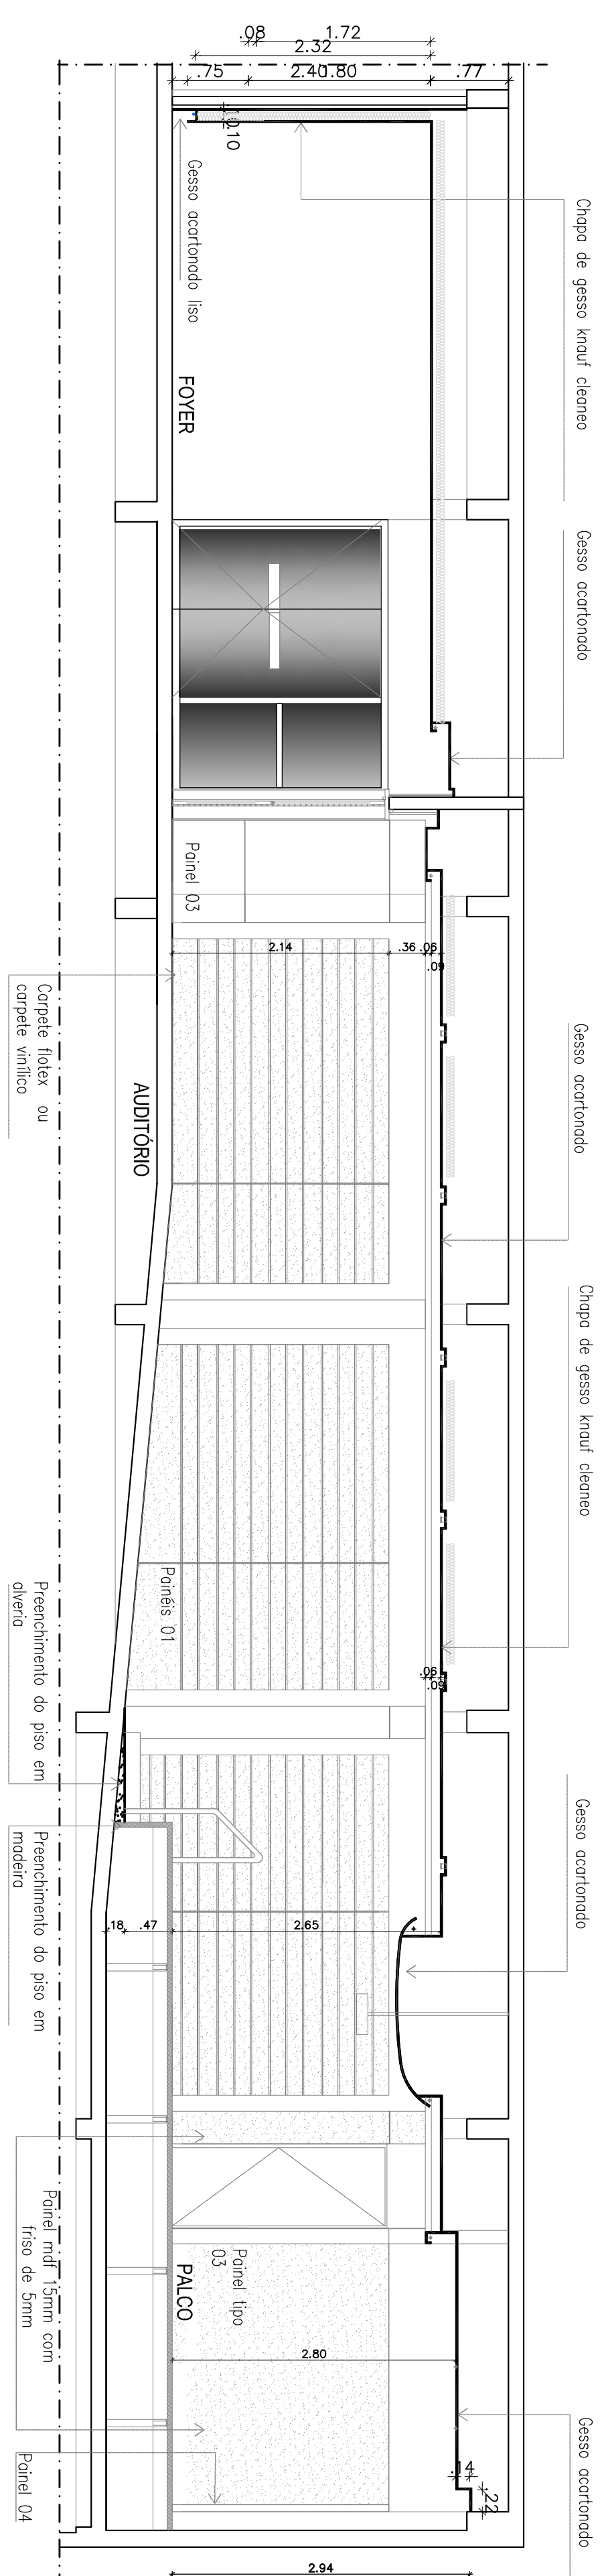 .08
1.72
2.32
.75
2.40
1.80
.77
.10
Gesso acartonado liso
Chapa de gesso knauf cleaneo
FOYER
Gesso acartonado
Painel 03
2.14
.36
.06
.09
Carpete flotex ou
carpete vinílico
AUDITÓRIO
Gesso acartonado
Chapa de gesso knauf cleaneo
Painéis 01
.06
.09
Preenchimento do piso em
alveria
Preenchimento do piso em
madeira
Gesso acartonado
.18
.47
2.65
Painel mdf 15mm com
friso de 5mm
Painel tipo
03
PALCO
2.80
Gesso acartonado
.14
.22
Painel 04
2.94